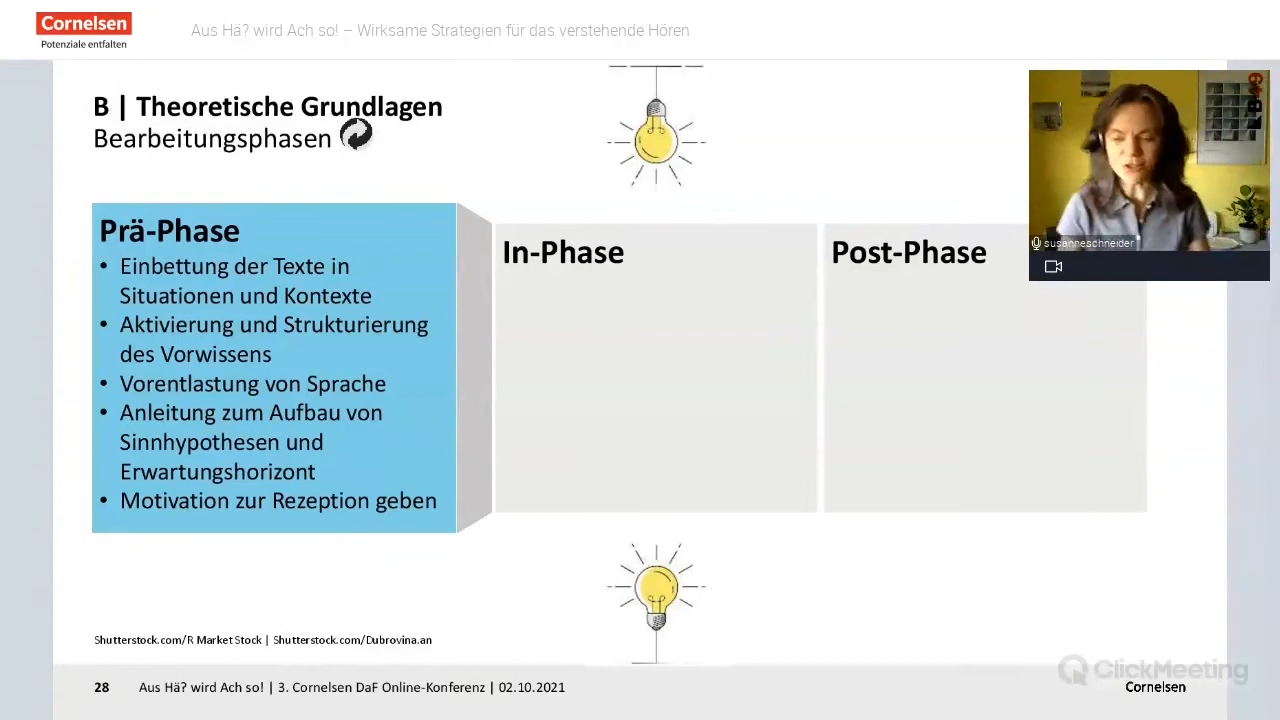 Cornelsen
Potenziale entfalten
Aus Hä? wird Ach so! – Wirksame Strategien für das verstehende Hören
B | Theoretische Grundlagen
Bearbeitungsphasen
Prä-Phase
• Einbettung der Texte in
Situationen und Kontexte
• Aktivierung und Strukturierung
des Vorwissens
• Vorentlastung von Sprache
• Anleitung zum Aufbau von
Sinnhypothesen und
Erwartungshorizont
• Motivation zur Rezeption geben
In-Phase
Post-Phase
susanneschneider
Shutterstock.com/R Market Stock | Shutterstock.com/Dubrovina.an
28 Aus Hä? wird Ach so! | 3. Cornelsen DaF Online-Konferenz | 02.10.2021
ClickMeeting
Cornelsen